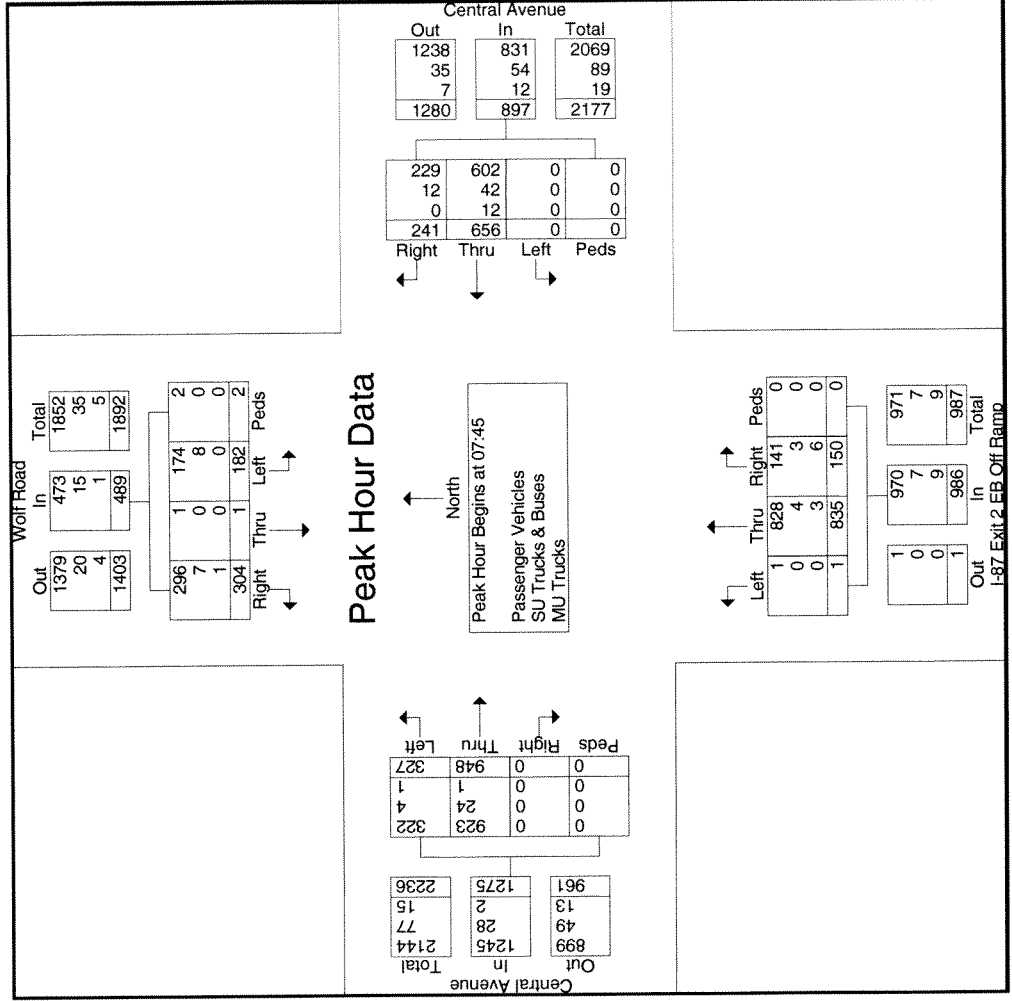 Central Avenue
Out In Total
1238 831 2069
35 54 89
7 12 19
1280 897 2177
229 602 0 0
12 42 0 0
0 12 0 0
241 656 0 0
Right Thru Left Peds
Wolf Road
Out In Total
1379 473 1852
20 15 35
4 1 5
1403 489 1892
296 1 174 2
7 0 8 0
1 0 0 0
304 1 182 2
Right Thru Left Peds
Peak Hour Data
North
Peak Hour Begins at 07:45
Passenger Vehicles
SU Trucks & Buses
MU Trucks
Left Thru Right Peds
1 828 141 0
0 4 3 0
0 3 6 0
1 835 150 0
1 970 971
0 7 7
0 9 9
1 986 987
Out In Total
I-87 Exit 2 EB Off Ramp
Left Thru Right Peds
327 948 0 0
1 1 0 0
4 24 0 0
322 923 0 0
2236 1275 961
15 2 13
77 28 49
2144 1245 899
Total In Out
Central Avenue